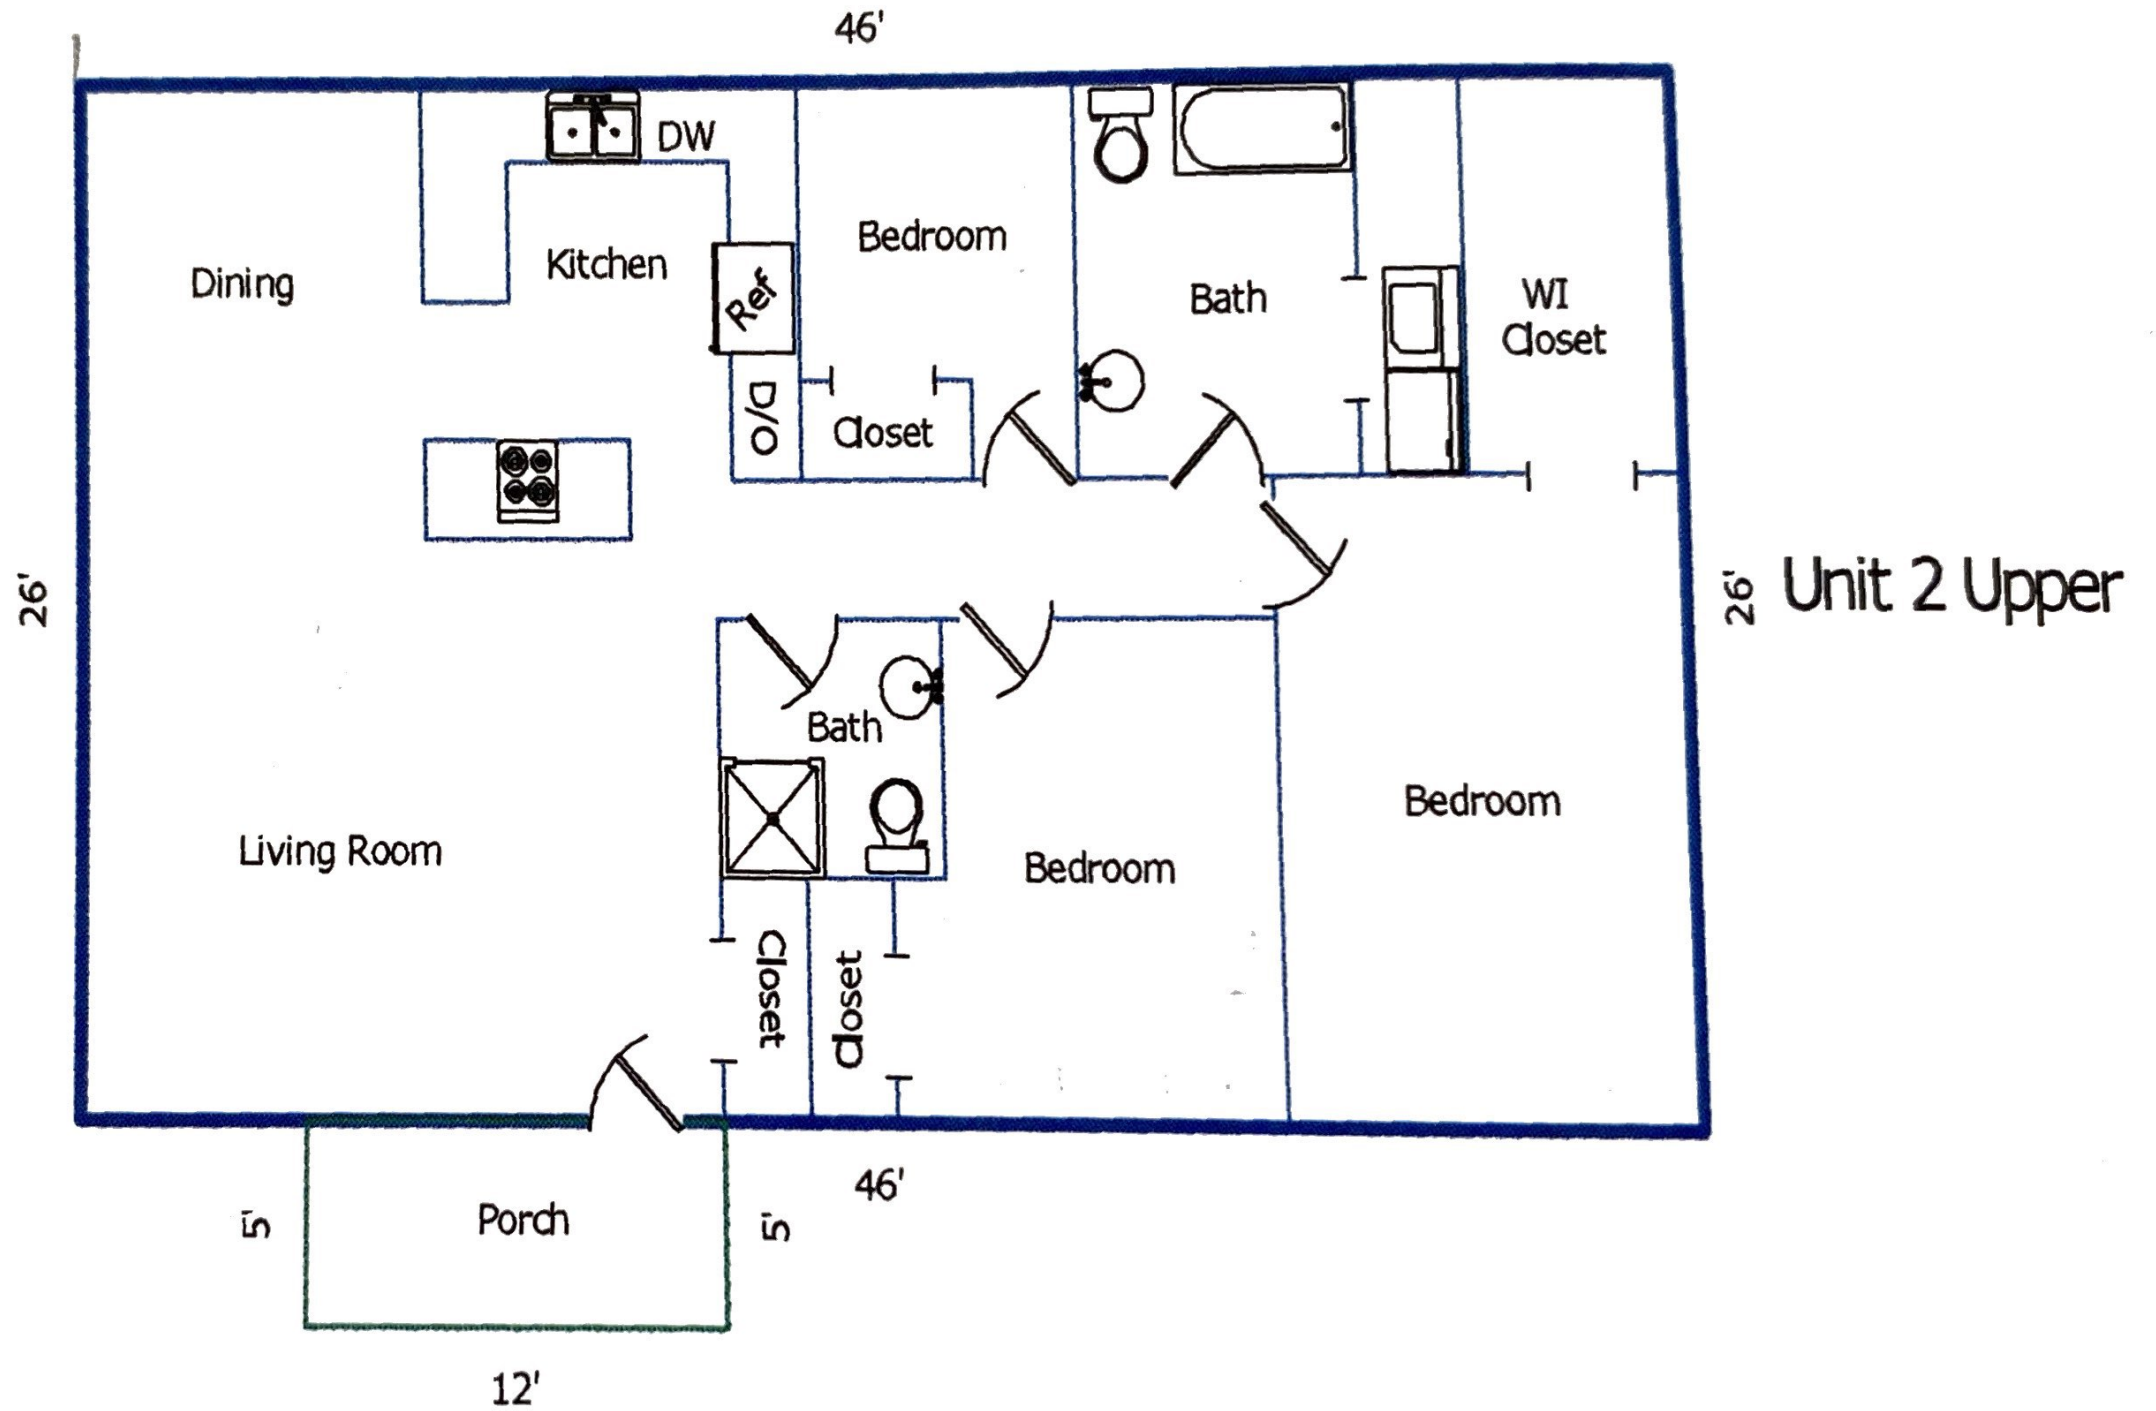 46'
DW
Bedroom
Kitchen
Dining
Ref
Bath
WI
Closet
D/O
Closet
26'
26'
Unit 2 Upper
Bath
Living Room
Bedroom
Bedroom
Closet
Closet
46'
Porch
5'
5'
12'